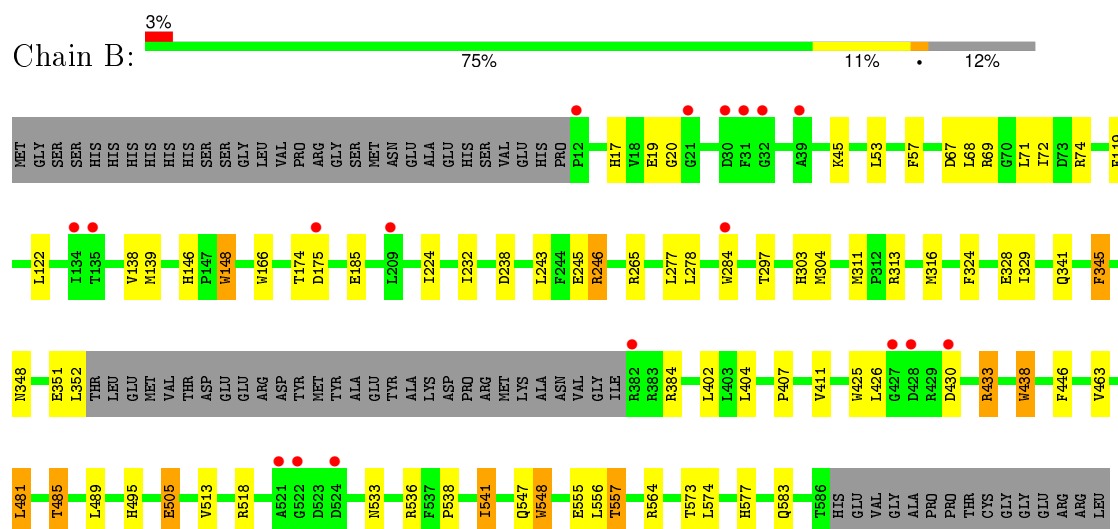 3%
Chain B:
75% 11% • 12%
MET GLY SER SER HIS HIS HIS HIS HIS HIS SER SER GLY LEU VAL PRO ARG GLY SER MET ASN GLU ALA GLU HIS SER VAL GLU HIS PRO P12 H17 V18 E19 G20 G21 D30 F31 G32 A39 K45 L53 F57 D67 L68 R69 G70 L71 I72 D73 R74
L122 I134 T135 V138 M139 H146 P147 W148 W166 T174 D175 E185 L209 I224 I232 D238 L243 F244 E245 R246 R265 L277 L278 W284 T297 H303 M304 M311 P312 R313 M316 F324 E328 I329 Q341 F345
N348 E351 L352 THR LEU GLU MET VAL THR ASP GLU GLU ARG ASP TYR MET TYR ALA GLU TYR ALA LYS ASP PRO ARG MET LYS ALA ASN VAL GLY ILE R382 R383 R384 L402 L403 L404 P407 V411 W425 L426 G427 D428 R429 D430 R433 W438 F446 V463
L481 T485 L489 H495 E505 V513 R518 A521 G522 D523 D524 N533 R536 F537 P538 I541 Q547 W548 E555 L556 T557 R564 T573 L574 H577 Q583 T586 HIS GLU VAL GLY ALA PRO PRO THR CYS GLY GLY GLU ARG ARG LEU